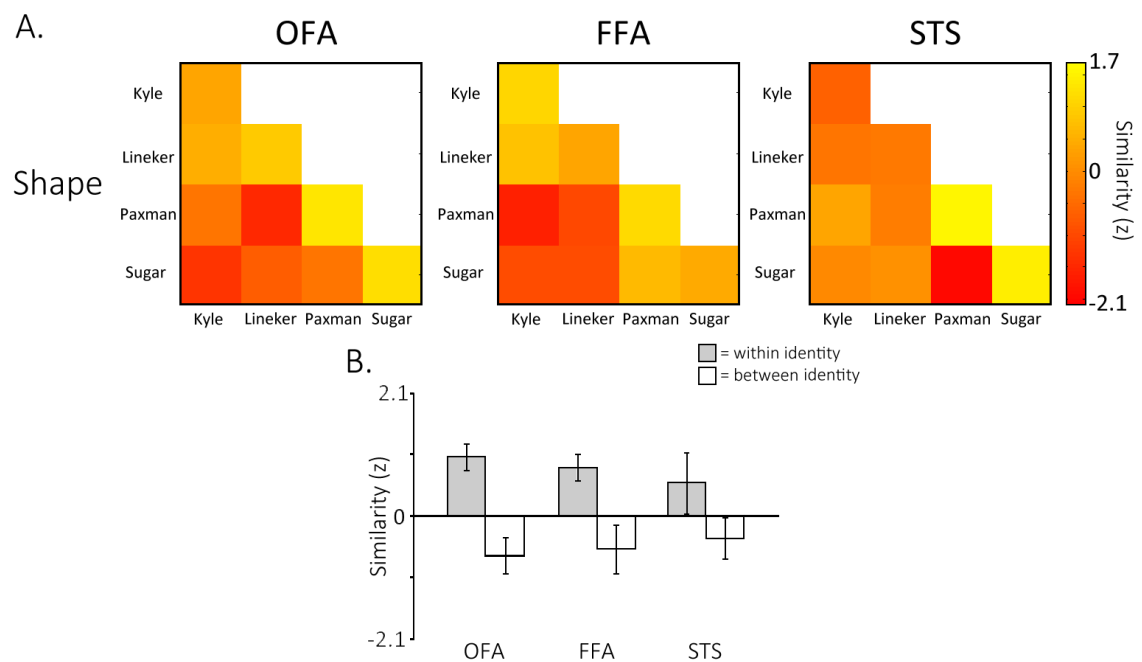 A.
OFA FFA STS
Shape
Kyle
Lineker
Paxman
Sugar
Kyle Lineker Paxman Sugar
Kyle
Lineker
Paxman
Sugar
Kyle Lineker Paxman Sugar
Kyle
Lineker
Paxman
Sugar
Kyle Lineker Paxman Sugar
1.7
0
-2.1
Similarity (z)
B.
= within identity
= between identity
2.1
0
-2.1
Similarity (z)
OFA FFA STS